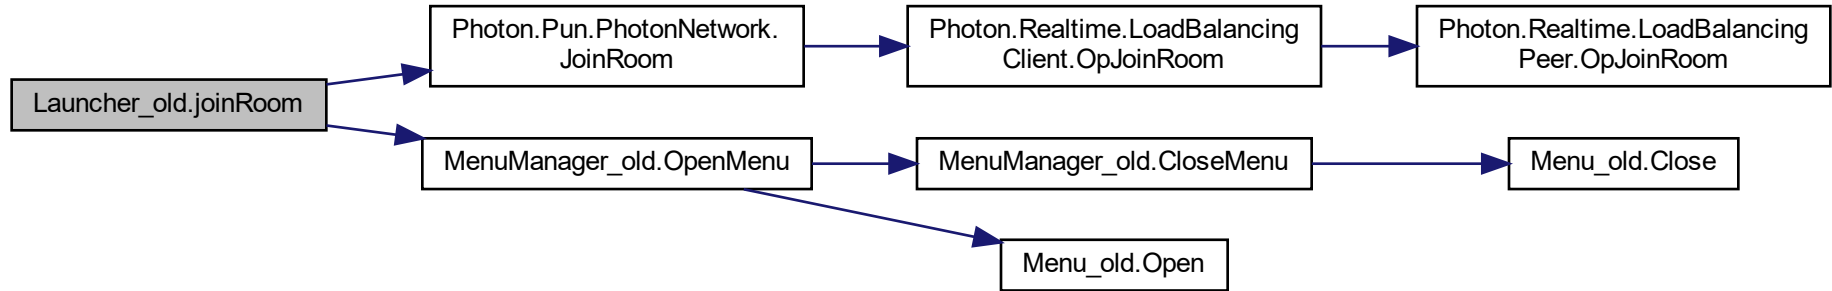 Launcher_old.joinRoom
Photon.Pun.PhotonNetwork.
JoinRoom
Photon.Realtime.LoadBalancing
Client.OpJoinRoom
Photon.Realtime.LoadBalancing
Peer.OpJoinRoom
MenuManager_old.OpenMenu
MenuManager_old.CloseMenu
Menu_old.Close
Menu_old.Open